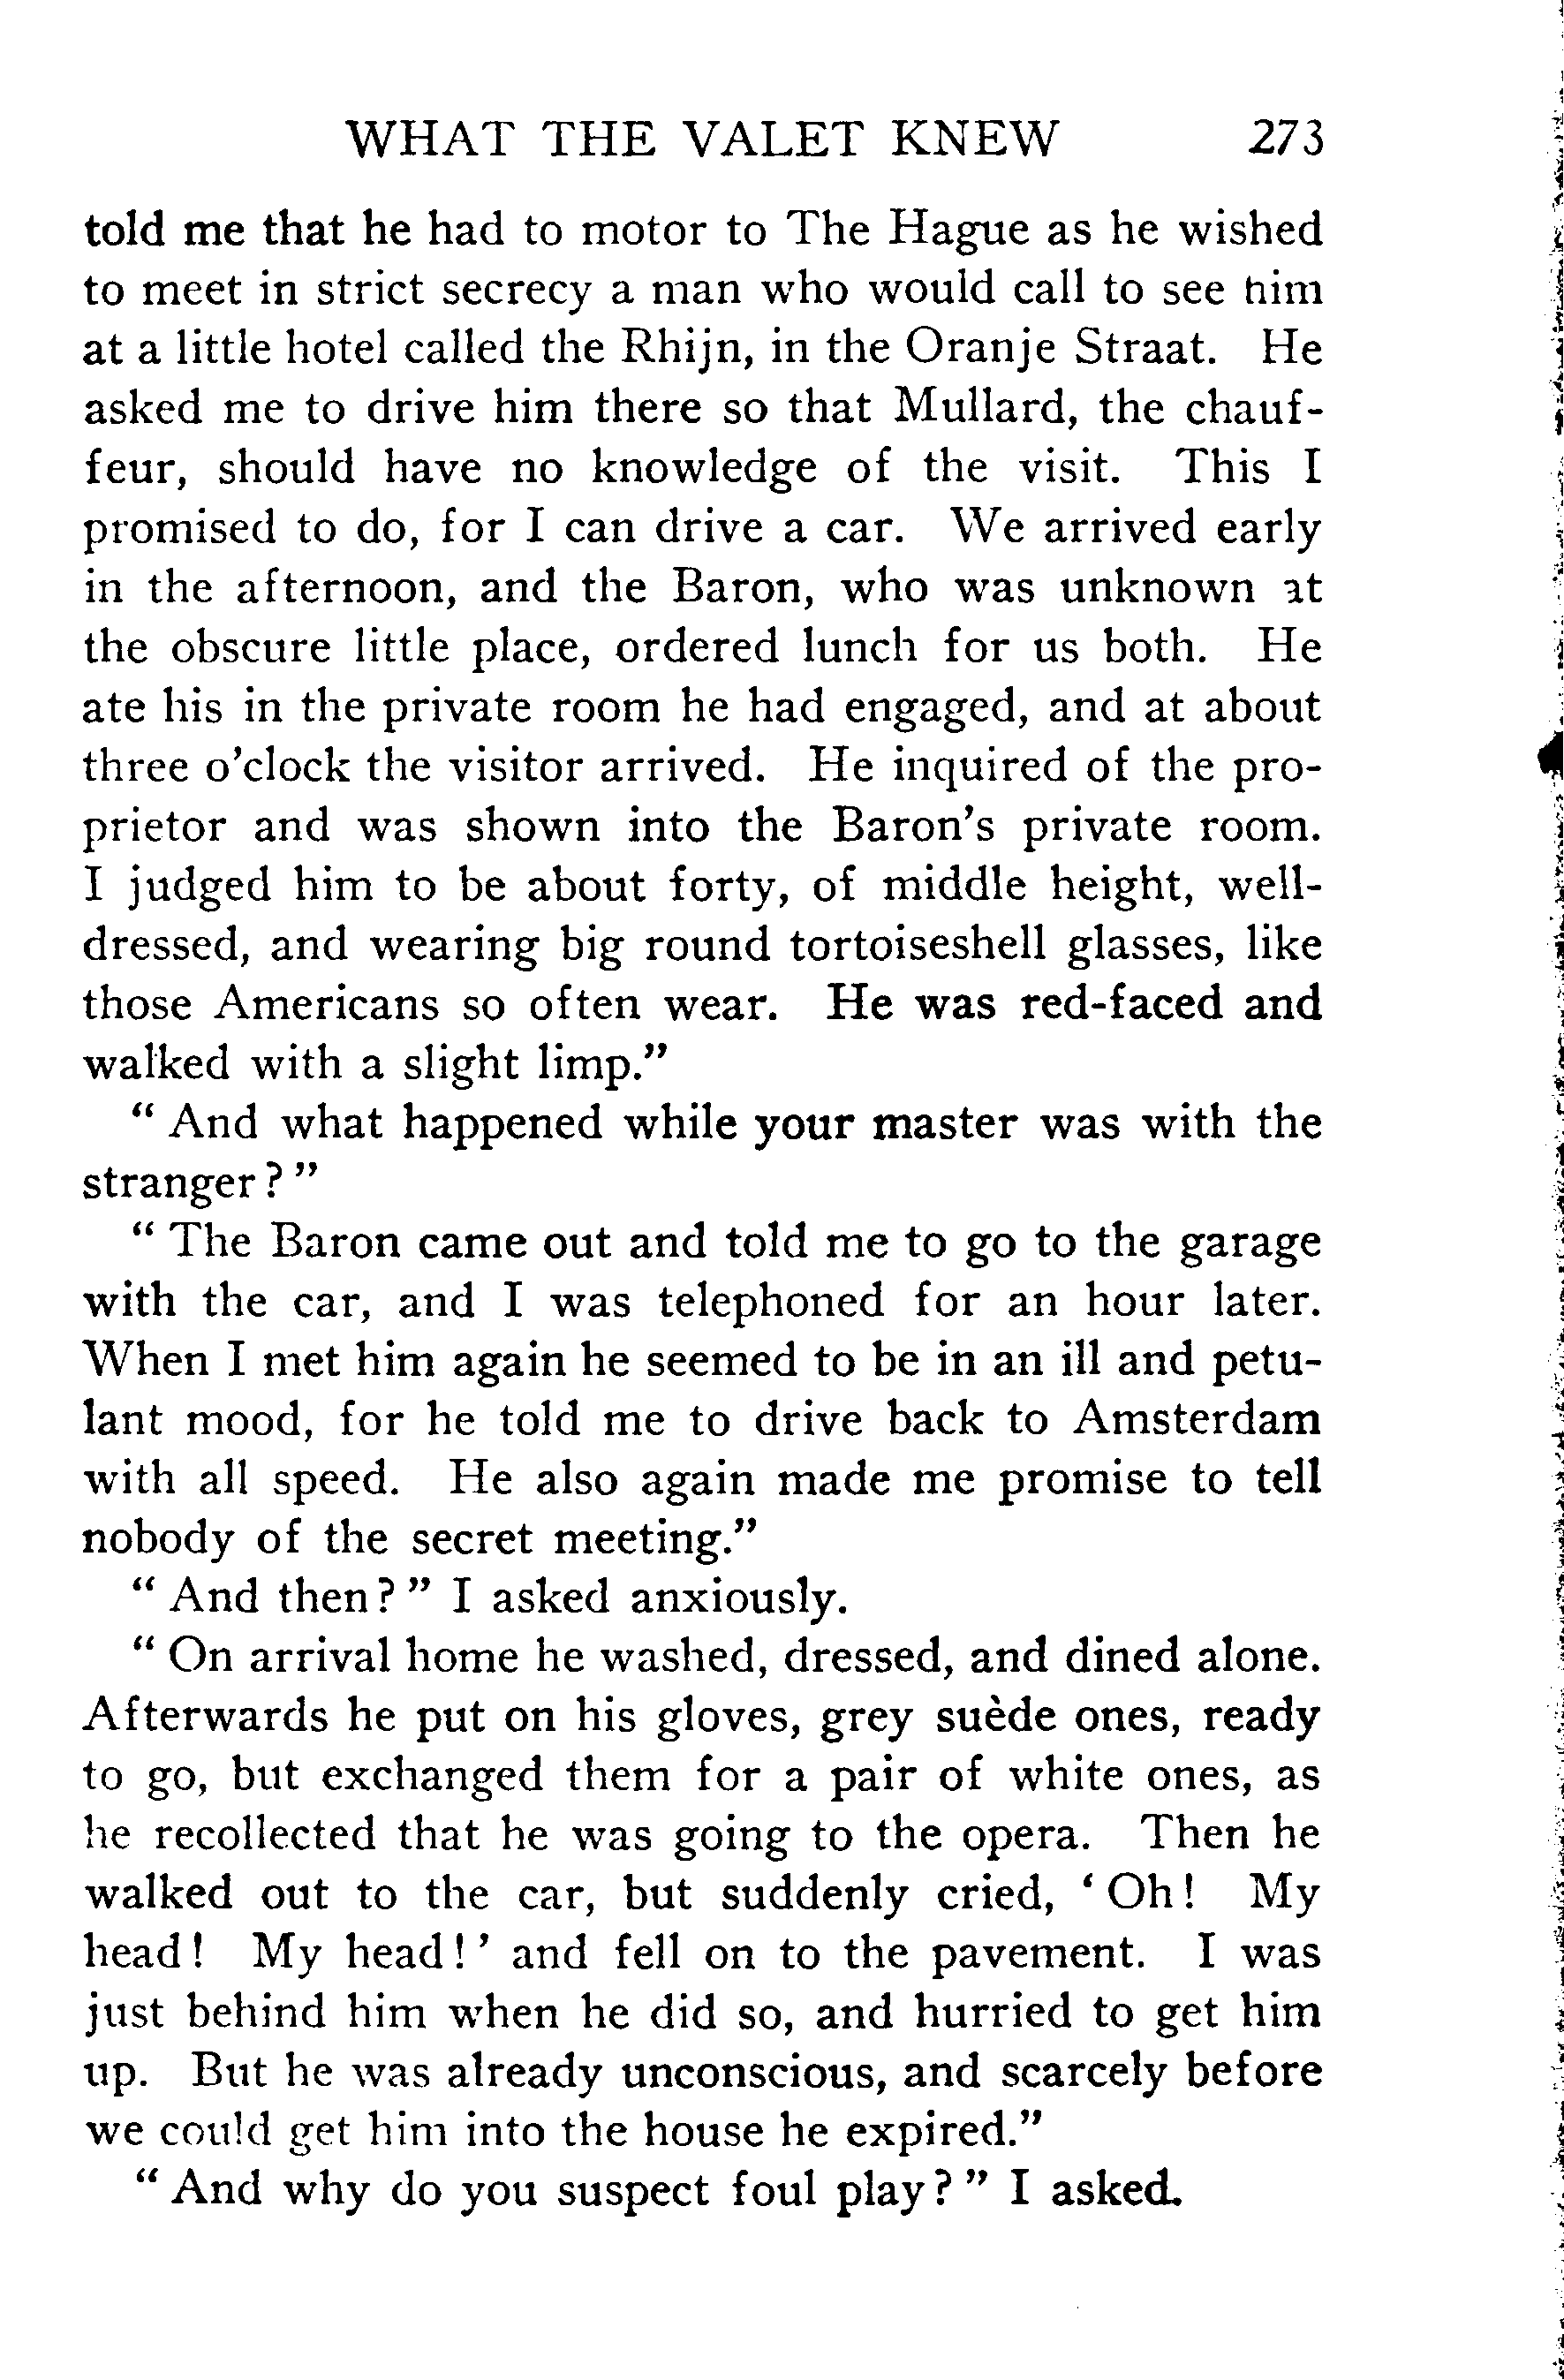 WHAT THE VALET KNEW 273
told me that he had to motor to The Hague as he wished
to meet in strict secrecy a man who would call to see him
at a little hotel called the Rhijn, in the Oranje Straat. He
asked me to drive him there so that Mullard, the chauf-
feur, should have no knowledge of the visit. This I
promised to do, for I can drive a car. We arrived early
in the afternoon, and the Baron, who was unknown at
the obscure little place, ordered lunch for us both. He
ate his in the private room he had engaged, and at about
three o'clock the visitor arrived. He inquired of the pro-
prietor and was shown into the Baron's private room.
I judged him to be about forty, of middle height, well-
dressed, and wearing big round tortoiseshell glasses, like
those Americans so often wear. He was red-faced and
walked with a slight limp."
" And what happened while your master was with the
stranger ? "
" The Baron came out and told me to go to the garage
with the car, and I was telephoned for an hour later.
When I met him again he seemed to be in an ill and petu-
lant mood, for he told me to drive back to Amsterdam
with all speed. He also again made me promise to tell
nobody of the secret meeting."
" And then ? " I asked anxiously.
" On arrival home he washed, dressed, and dined alone.
Afterwards he put on his gloves, grey suède ones, ready
to go, but exchanged them for a pair of white ones, as
he recollected that he was going to the opera. Then he
walked out to the car, but suddenly cried, ' Oh ! My
head ! My head ! ' and fell on to the pavement. I was
just behind him when he did so, and hurried to get him
up. But he was already unconscious, and scarcely before
we could get him into the house he expired."
" And why do you suspect foul play ? " I asked.